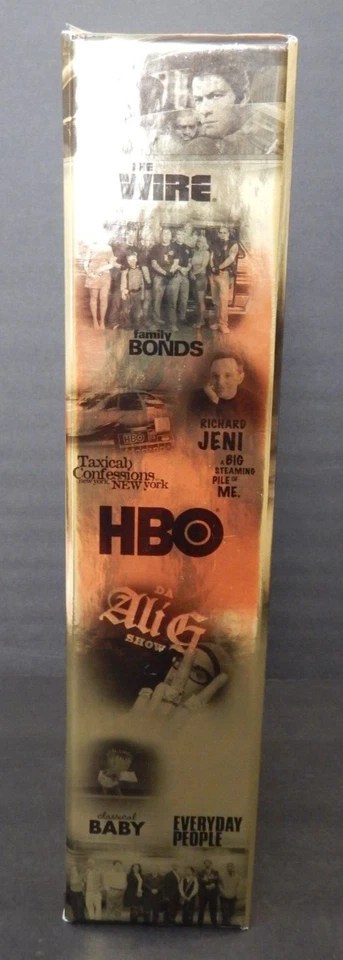 THE
WIRE
family
BONDS
RICHARD
JENI
A BIG
STEAMING
PILE OF
ME.
Taxicab
Confessions
new york, NEW york
HBO
HBO
DA
Ali G
SHOW
classical
BABY
EVERYDAY
PEOPLE